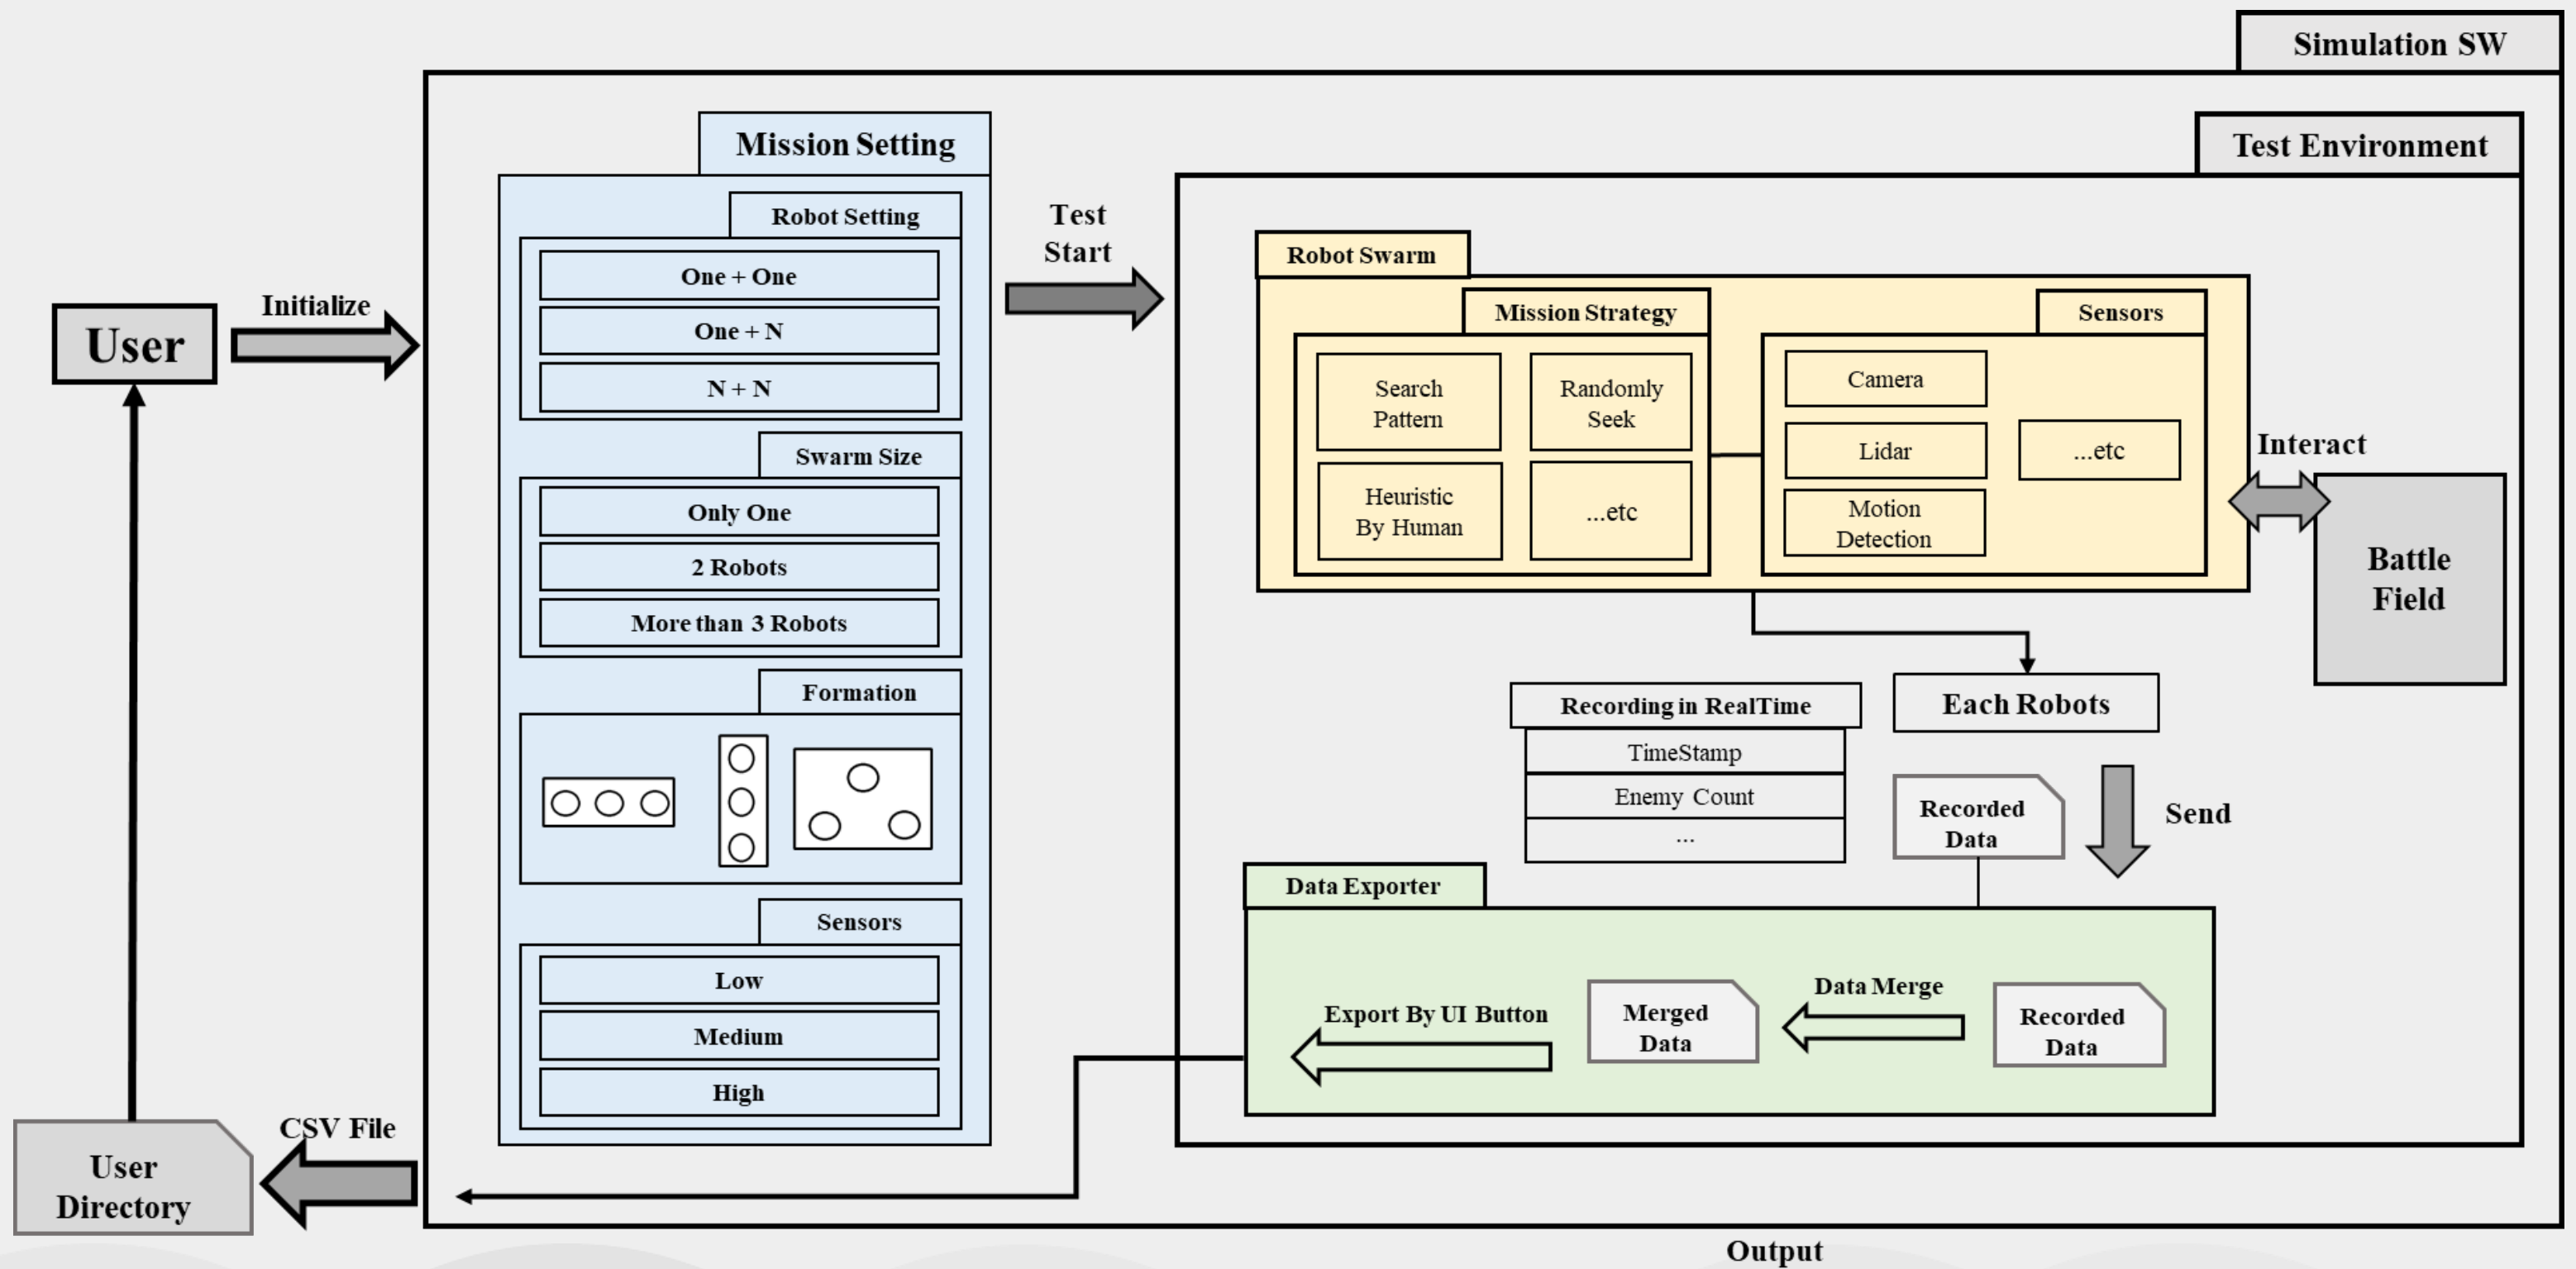 Simulation SW
Test Environment
Mission Setting
Robot Setting
One + One
One + N
N + N
Swarm Size
Only One
2 Robots
More than 3 Robots
Formation
Sensors
Low
Medium
High
User
Initialize
Test
Start
Robot Swarm
Mission Strategy
Search
Pattern
Randomly
Seek
Heuristic
By Human
...etc
Sensors
Camera
Lidar
Motion
Detection
...etc
Interact
Battle
Field
Each Robots
Recording in RealTime
TimeStamp
Enemy Count
...
Recorded
Data
Send
Data Exporter
Export By UI Button
Merged
Data
Data Merge
Recorded
Data
CSV File
User
Directory
Output